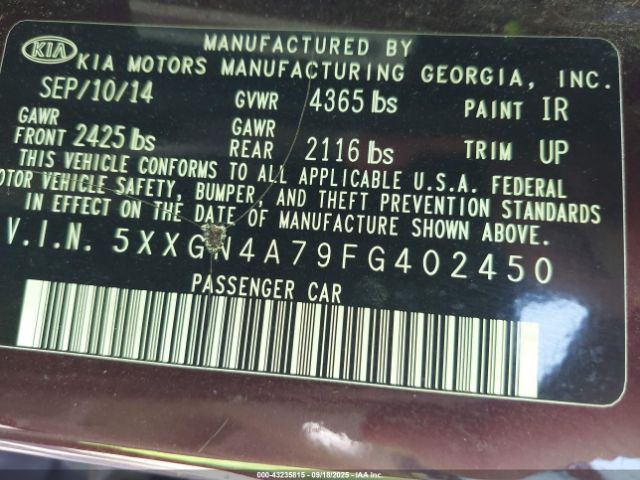 KIA
MANUFACTURED BY
KIA MOTORS MANUFACTURING GEORGIA, INC.
SEP/10/14 GVWR 4365 lbs PAINT IR
GAWR FRONT 2425 lbs GAWR REAR 2116 lbs TRIM UP
THIS VEHICLE CONFORMS TO ALL APPLICABLE U.S.A. FEDERAL
MOTOR VEHICLE SAFETY, BUMPER, AND THEFT PREVENTION STANDARDS
IN EFFECT ON THE DATE OF MANUFACTURE SHOWN ABOVE.
V.I.N. 5XXGN4A79FG402450
PASSENGER CAR
000-43235815 - 09/18/2025 - IAA Inc.